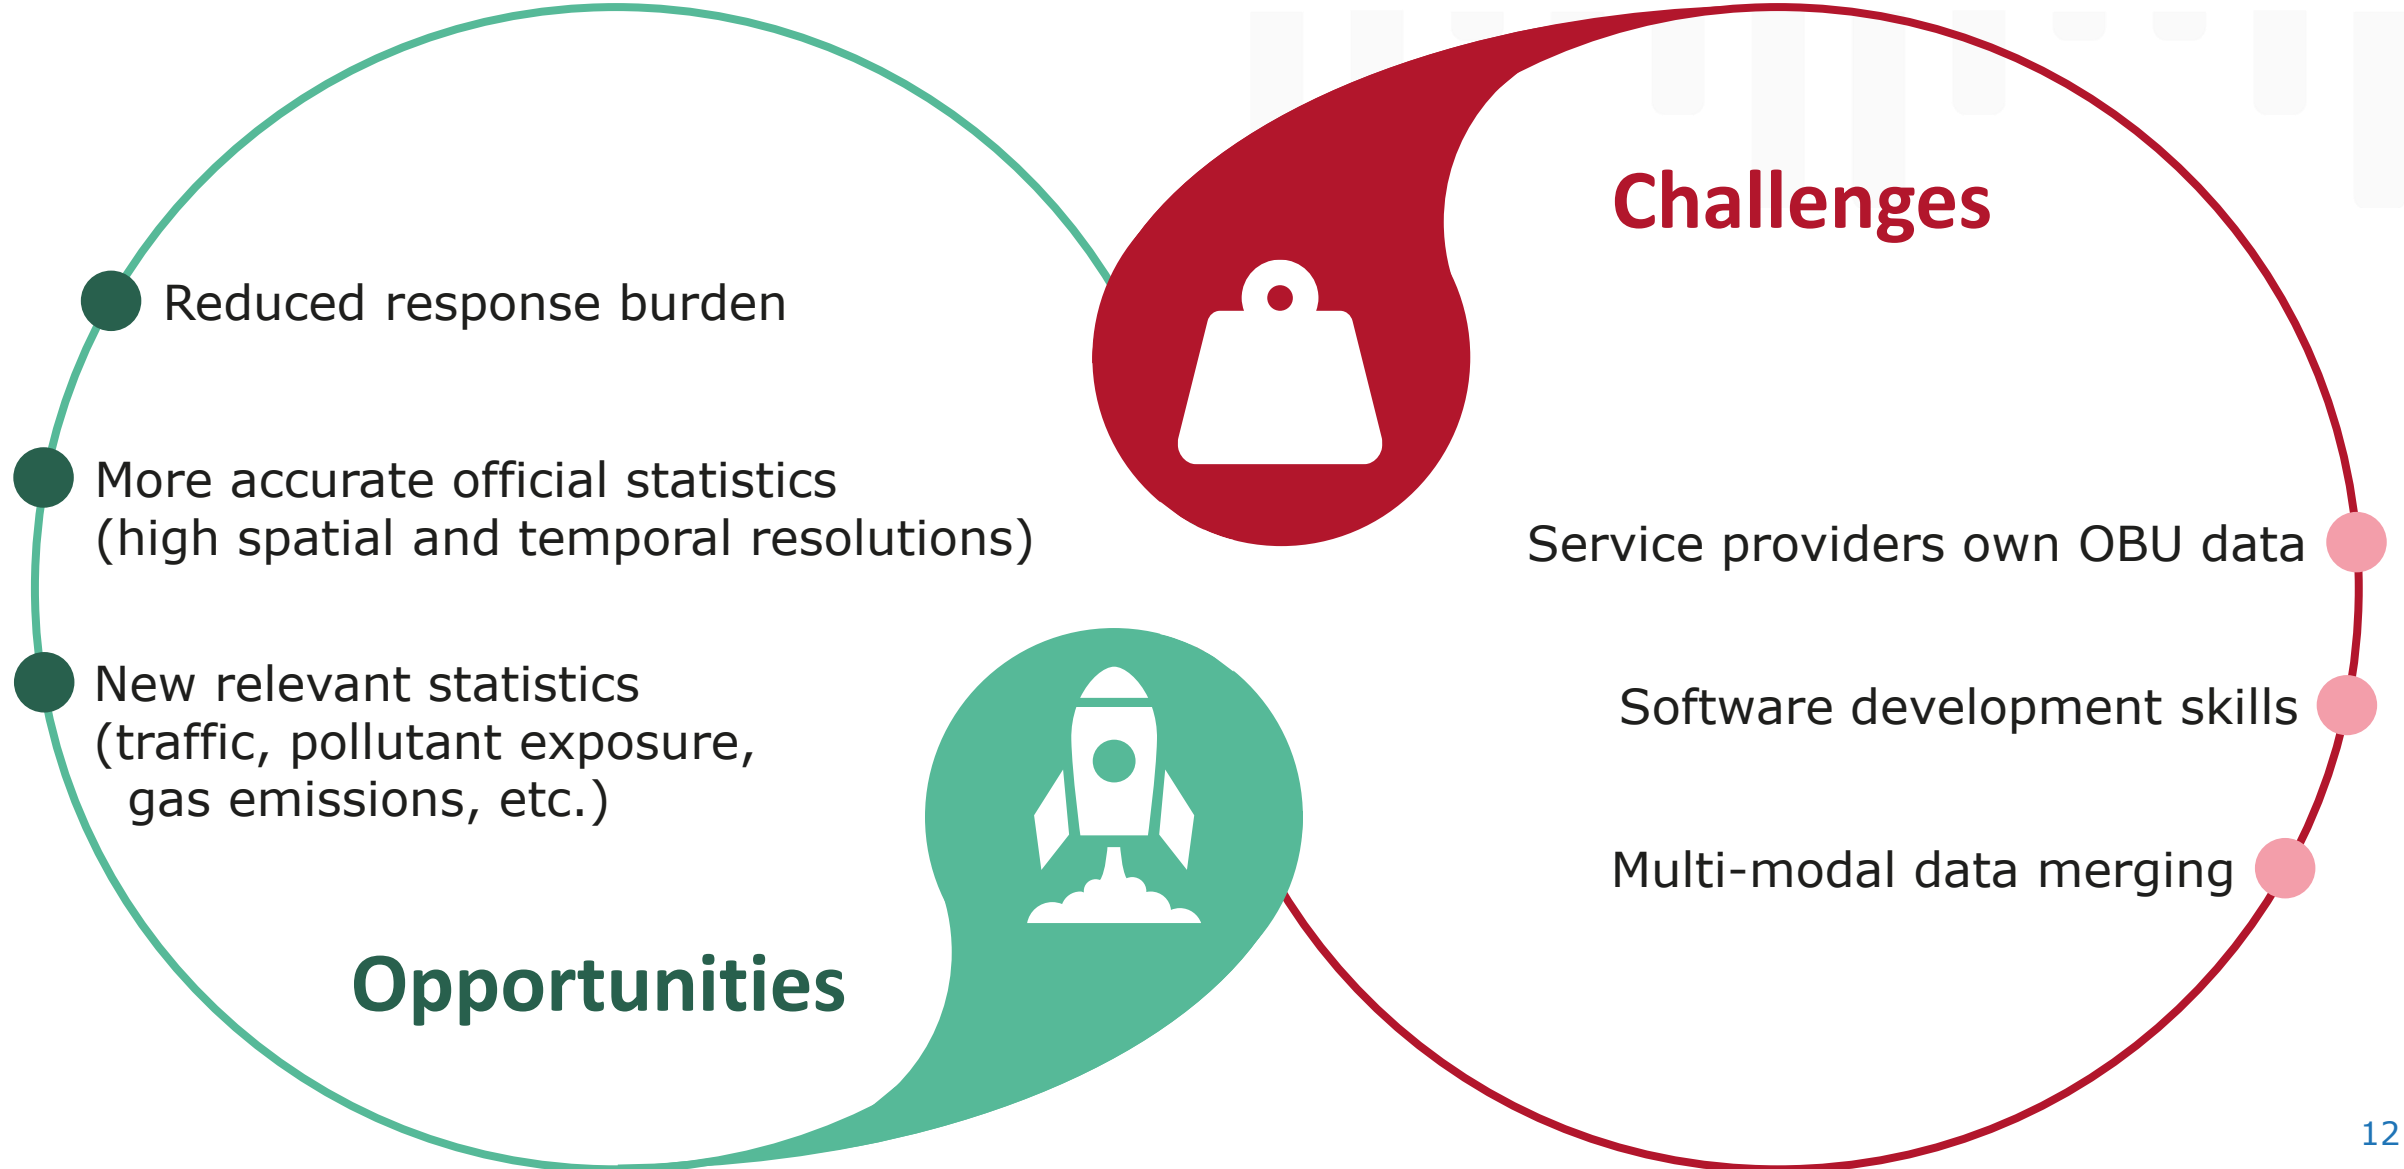 Reduced response burden
More accurate official statistics
(high spatial and temporal resolutions)
New relevant statistics
(traffic, pollutant exposure,
gas emissions, etc.)
Opportunities
Challenges
Service providers own OBU data
Software development skills
Multi-modal data merging
12